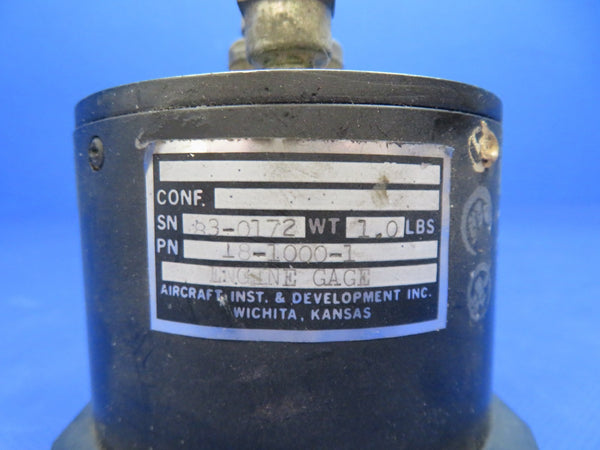 CONF.
SN 83-0172 WT 1.0 LBS
PN 18-1000-1
ENGINE GAGE
AIRCRAFT INST. & DEVELOPMENT INC.
WICHITA, KANSAS